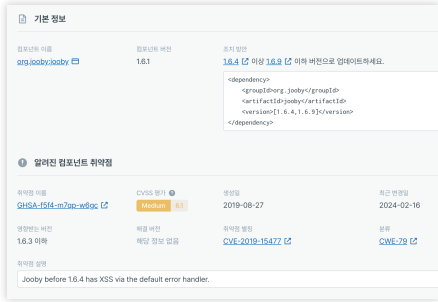 기본 정보
컴포넌트 이름 컴포넌트 버전 조치 방안
org.jooby:jooby 1.6.1 1.6.4 이상 1.6.9 이하 버전으로 업데이트하세요.
<dependency>
<groupId>org.jooby</groupId>
<artifactId>jooby</artifactId>
<version>[1.6.4,1.6.9]</version>
</dependency>
알려진 컴포넌트 취약점
취약점 이름 CVSS 평가 생성일 최근 변경일
GHSA-f5f4-m7qp-w6gc Medium 6.1 2019-08-27 2024-02-16
영향받는 버전 해결 버전 취약점 별칭 분류
1.6.3 이하 해당 정보 없음 CVE-2019-15477 CWE-79
취약점 설명
Jooby before 1.6.4 has XSS via the default error handler.